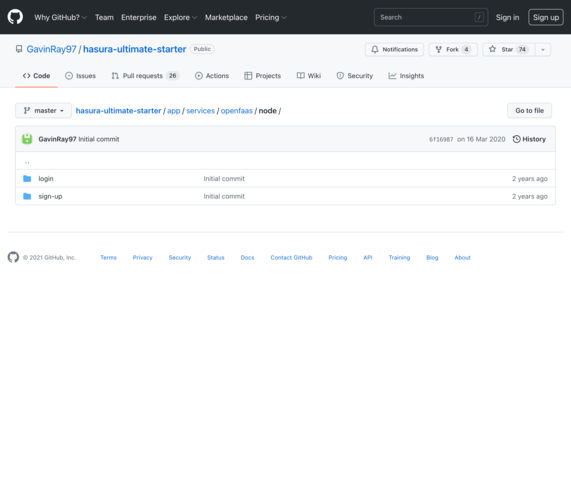 Why GitHub? Team Enterprise Explore Marketplace Pricing Search / Sign in Sign up
GavinRay97 / hasura-ultimate-starter Public Notifications Fork 4 Star 74
Code Issues Pull requests 26 Actions Projects Wiki Security Insights
master hasura-ultimate-starter / app / services / openfaas / node / Go to file
GavinRay97 Initial commit 6f16987 on 16 Mar 2020 History
..
login Initial commit 2 years ago
sign-up Initial commit 2 years ago
© 2021 GitHub, Inc. Terms Privacy Security Status Docs Contact GitHub Pricing API Training Blog About